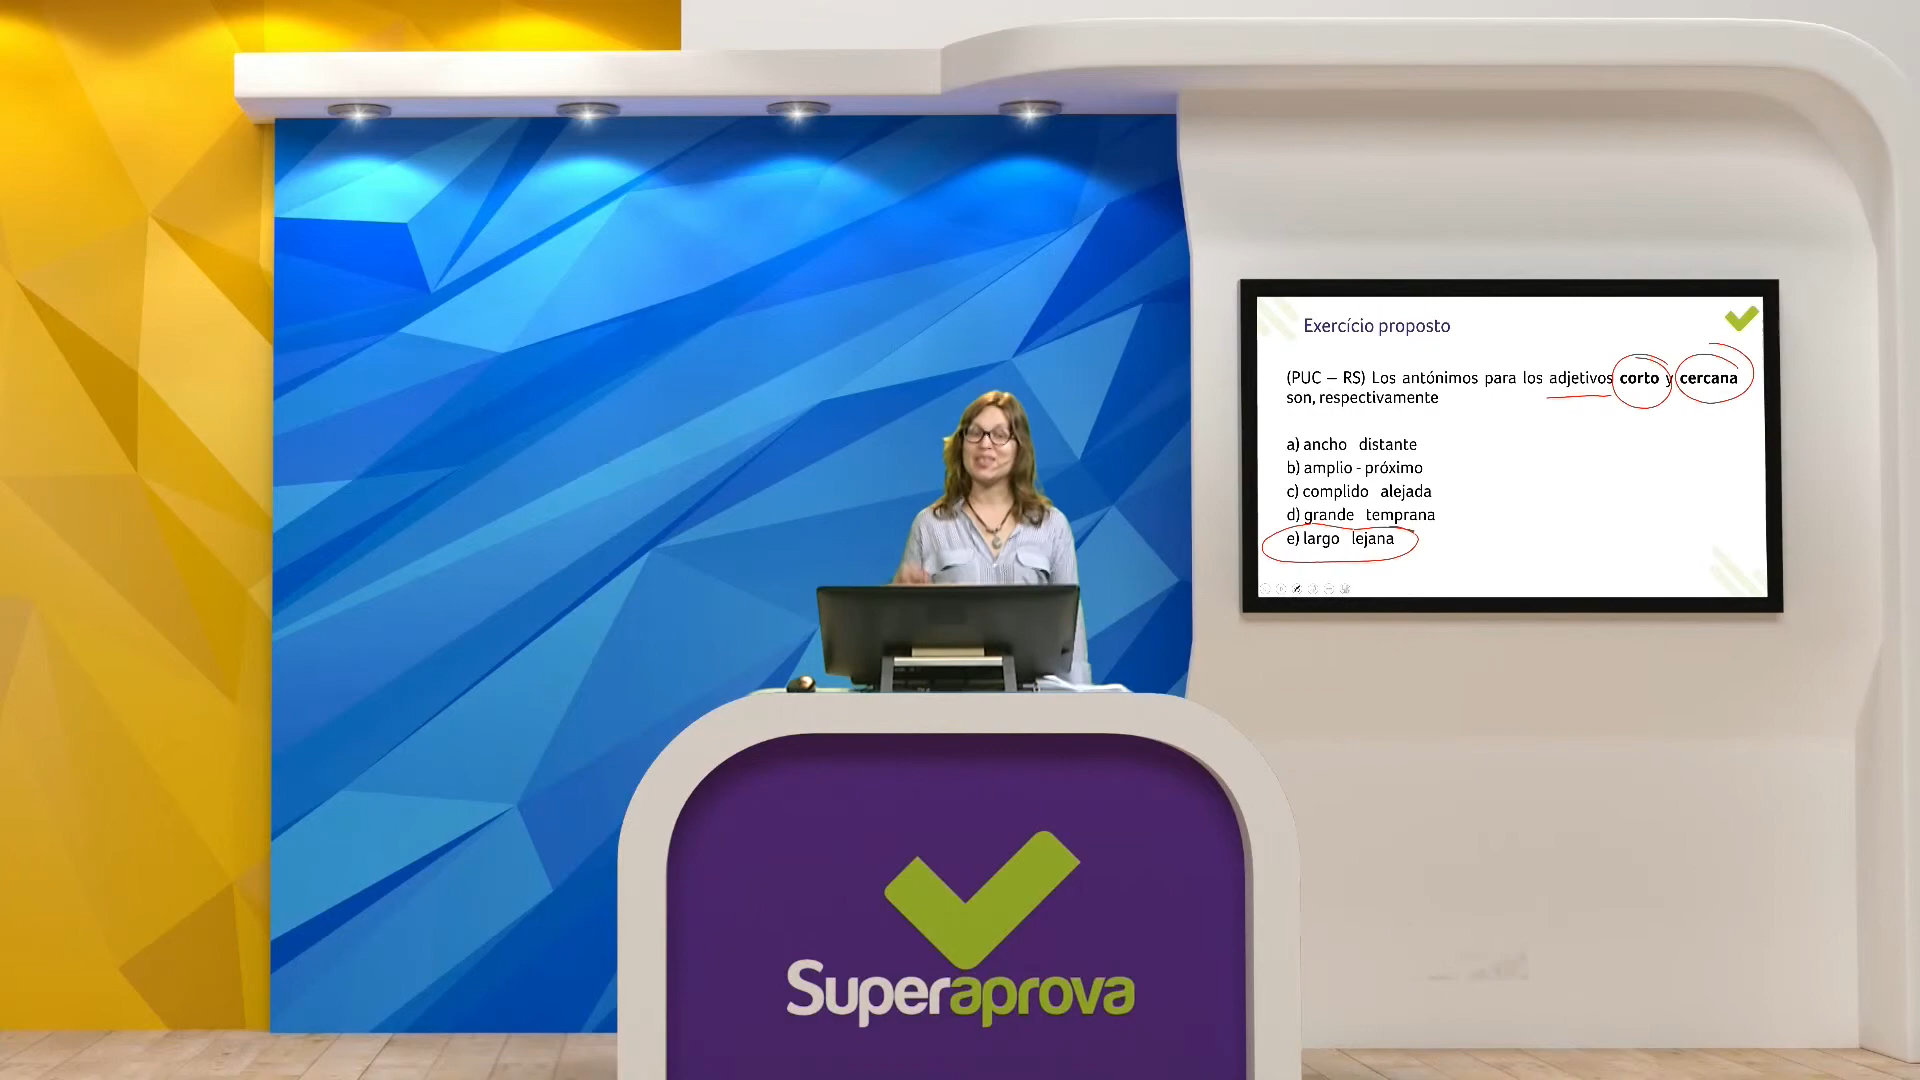 Exercício proposto
(PUC – RS) Los antónimos para los adjetivos corto y cercana
son, respectivamente
a) ancho distante
b) amplio - próximo
c) complido alejada
d) grande temprana
e) largo lejana
Superaprova